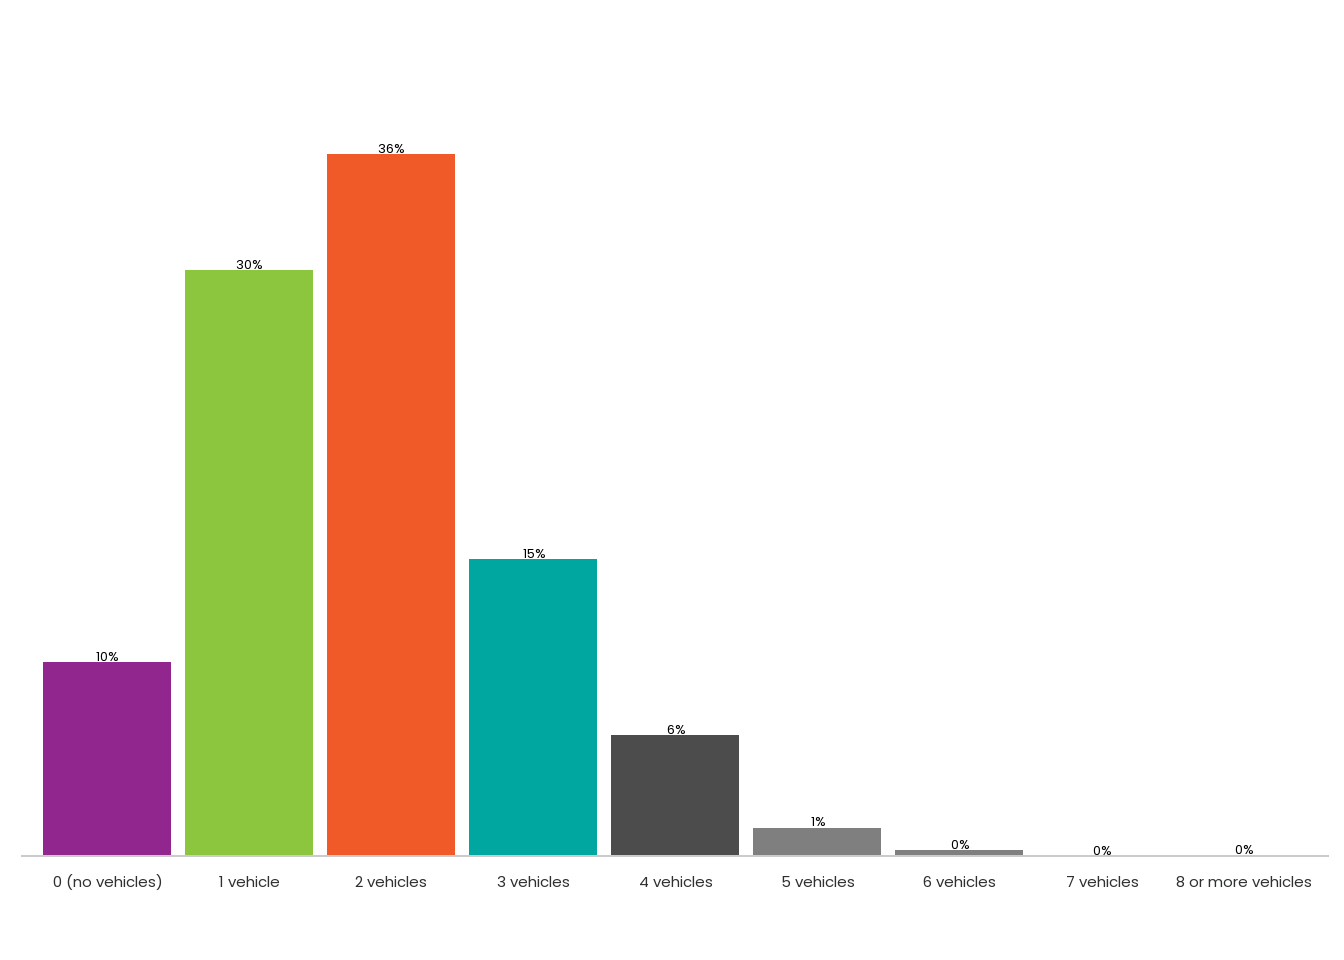 36%
30%
15%
10%
6%
1%
0%
0%
0%
0 (no vehicles)
1 vehicle
2 vehicles
3 vehicles
4 vehicles
5 vehicles
6 vehicles
7 vehicles
8 or more vehicles